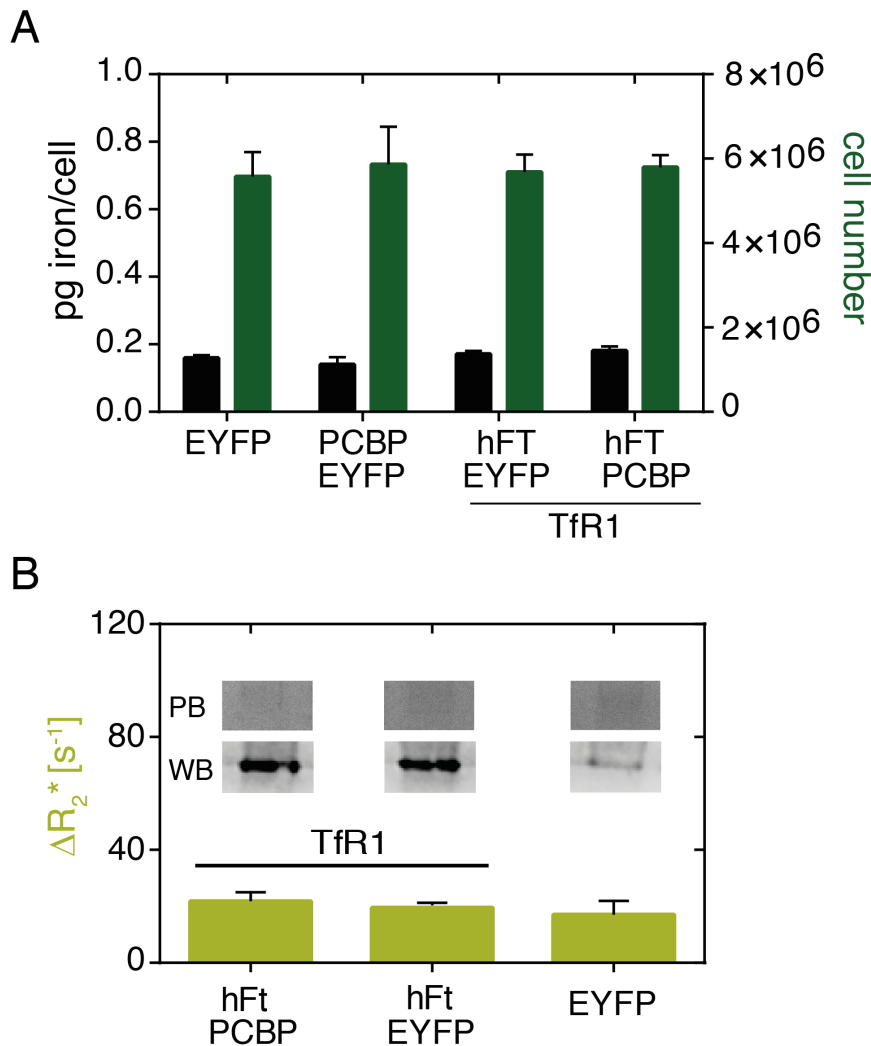 A
1.0
0.8
0.6
0.4
0.2
0.0
pg iron/cell
8×10⁶
6×10⁶
4×10⁶
2×10⁶
0
cell number
EYFP
PCBP
EYFP
hFT
EYFP
hFT
PCBP
TfR1
B
120
80
40
0
ΔR₂* [s⁻¹]
PB
WB
TfR1
hFt
PCBP
hFt
EYFP
EYFP